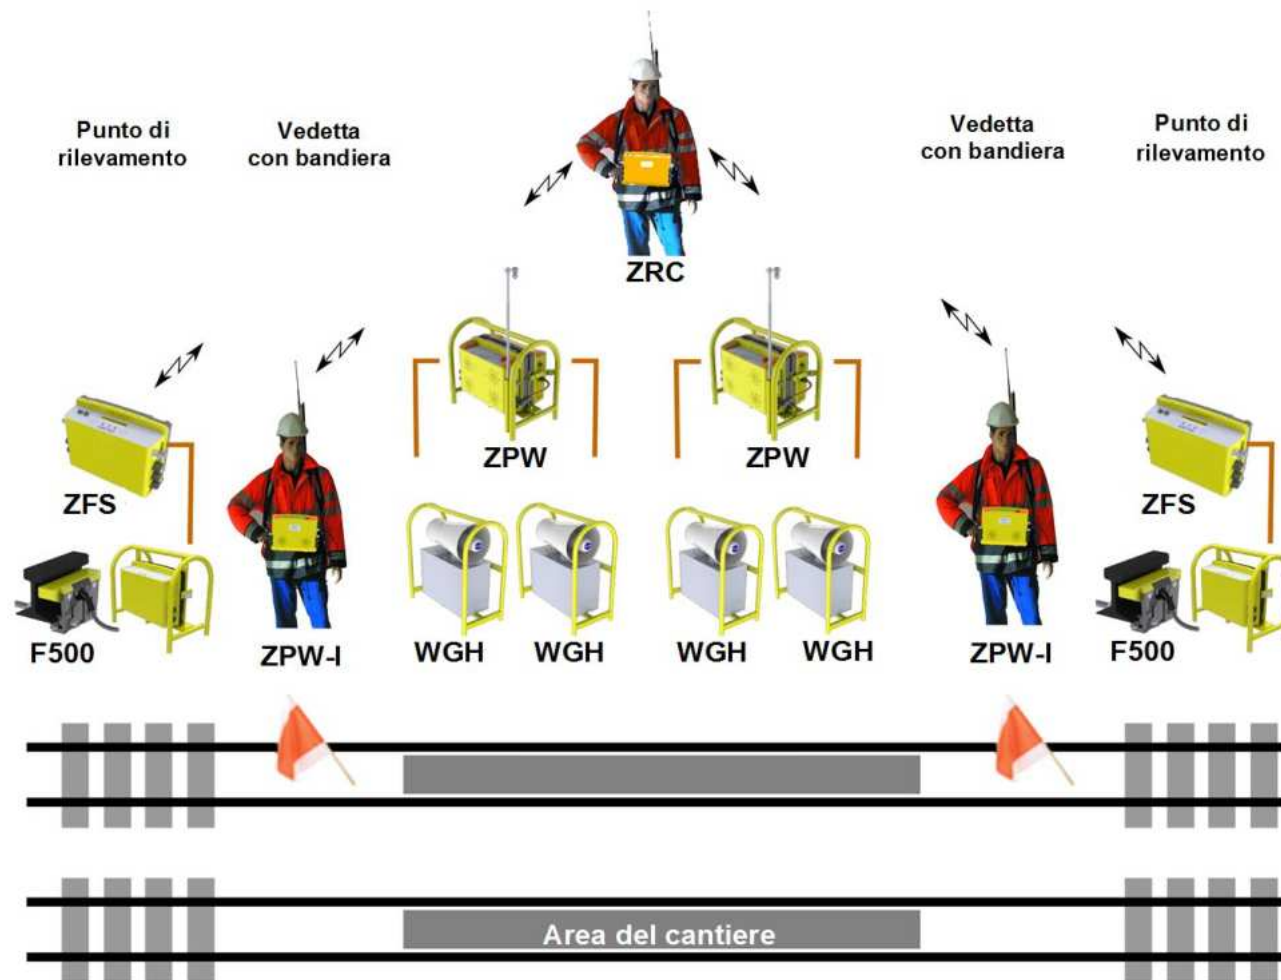 Punto di
rilevamento
Vedetta
con bandiera
Vedetta
con bandiera
Punto di
rilevamento
ZRC
ZPW
ZPW
ZFS
ZFS
F500
ZPW-I
WGH
WGH
WGH
WGH
ZPW-I
F500
Area del cantiere